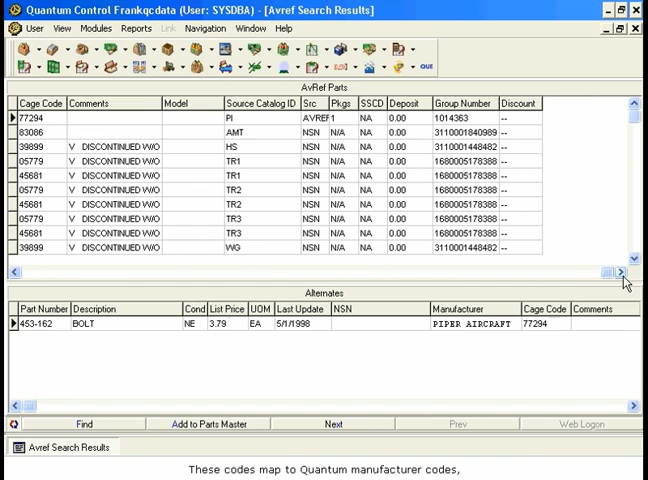 Quantum Control Frankqcdata (User: SYSDBA) - [Avref Search Results]
User View Modules Reports Link Navigation Window Help
QUE
AvRef Parts
Cage Code Comments Model Source Catalog ID Src Pkgs SSCD Deposit Group Number Discount
77294 PI AVREF 1 NA 0.00 1014363 --
83086 AMT NSN N/A NA 0.00 3110001840989 --
39899 V DISCONTINUED W/O HS NSN N/A NA 0.00 3110001448482 --
05779 V DISCONTINUED W/O TR1 NSN N/A NA 0.00 1680005178388 --
45681 V DISCONTINUED W/O TR1 NSN N/A NA 0.00 1680005178388 --
05779 V DISCONTINUED W/O TR2 NSN N/A NA 0.00 1680005178388 --
45681 V DISCONTINUED W/O TR2 NSN N/A NA 0.00 1680005178388 --
05779 V DISCONTINUED W/O TR3 NSN N/A NA 0.00 1680005178388 --
45681 V DISCONTINUED W/O TR3 NSN N/A NA 0.00 1680005178388 --
39899 V DISCONTINUED W/O WG NSN N/A NA 0.00 3110001448482 --
Alternates
Part Number Description Cond List Price UOM Last Update NSN Manufacturer Cage Code Comments
453-162 BOLT NE 3.79 EA 5/1/1998 PIPER AIRCRAFT 77294
Find Add to Parts Master Next Prev Web Logon
Avref Search Results
These codes map to Quantum manufacturer codes,